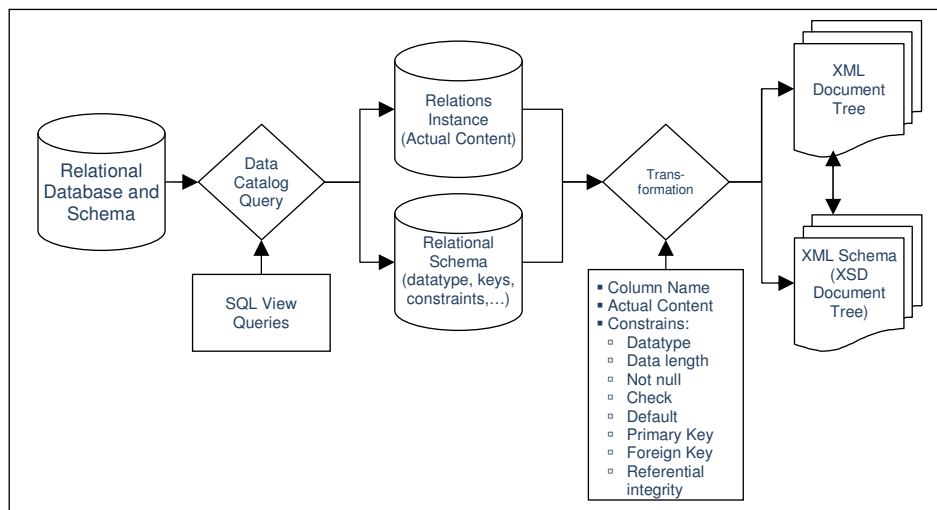 Relational
Database and
Schema
Data
Catalog
Query
SQL View
Queries
Relations
Instance
(Actual Content)
Relational
Schema
(datatype, keys,
constraints,…)
Trans-
formation
▪ Column Name
▪ Actual Content
▪ Constrains:
▫ Datatype
▫ Data length
▫ Not null
▫ Check
▫ Default
▫ Primary Key
▫ Foreign Key
▫ Referential
integrity
XML
Document
Tree
XML Schema
(XSD
Document
Tree)